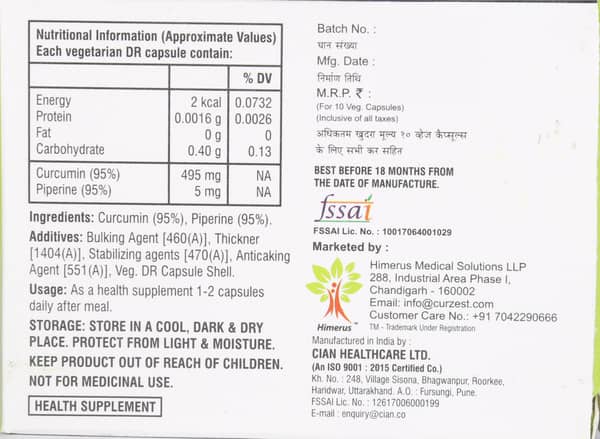 Nutritional Information (Approximate Values)
Each vegetarian DR capsule contain:
% DV
Energy 2 kcal 0.0732
Protein 0.0016 g 0.0026
Fat 0 g 0
Carbohydrate 0.40 g 0.13
Curcumin (95%) 495 mg NA
Piperine (95%) 5 mg NA
Ingredients: Curcumin (95%), Piperine (95%).
Additives: Bulking Agent [460(A)], Thickner
[1404(A)], Stabilizing agents [470(A)], Anticaking
Agent [551(A)], Veg. DR Capsule Shell.
Usage: As a health supplement 1-2 capsules
daily after meal.
STORAGE: STORE IN A COOL, DARK & DRY
PLACE. PROTECT FROM LIGHT & MOISTURE.
KEEP PRODUCT OUT OF REACH OF CHILDREN.
NOT FOR MEDICINAL USE.
HEALTH SUPPLEMENT
Batch No. :
घान संख्या
Mfg. Date :
निर्माण तिथि
M.R.P. ₹ :
(For 10 Veg. Capsules)
(Inclusive of all taxes)
अधिकतम खुदरा मूल्य १० व्हेज कैप्सूल्स
के लिए सभी कर सहित
BEST BEFORE 18 MONTHS FROM
THE DATE OF MANUFACTURE.
fssai
FSSAI Lic. No. : 10017064001029
Marketed by :
Himerus Medical Solutions LLP
288, Industrial Area Phase I,
Chandigarh - 160002
Email: info@curzest.com
Customer Care No.: +91 7042290666
Himerus™ TM - Trademark Under Registration
Manufactured in India by :
CIAN HEALTHCARE LTD.
(An ISO 9001 : 2015 Certified Co.)
Kh. No. : 248, Village Sisona, Bhagwanpur, Roorkee,
Haridwar, Uttarakhand. A.O. : Fursungi, Pune.
FSSAI Lic. No. : 12617006000199
E-mail : enquiry@cian.co